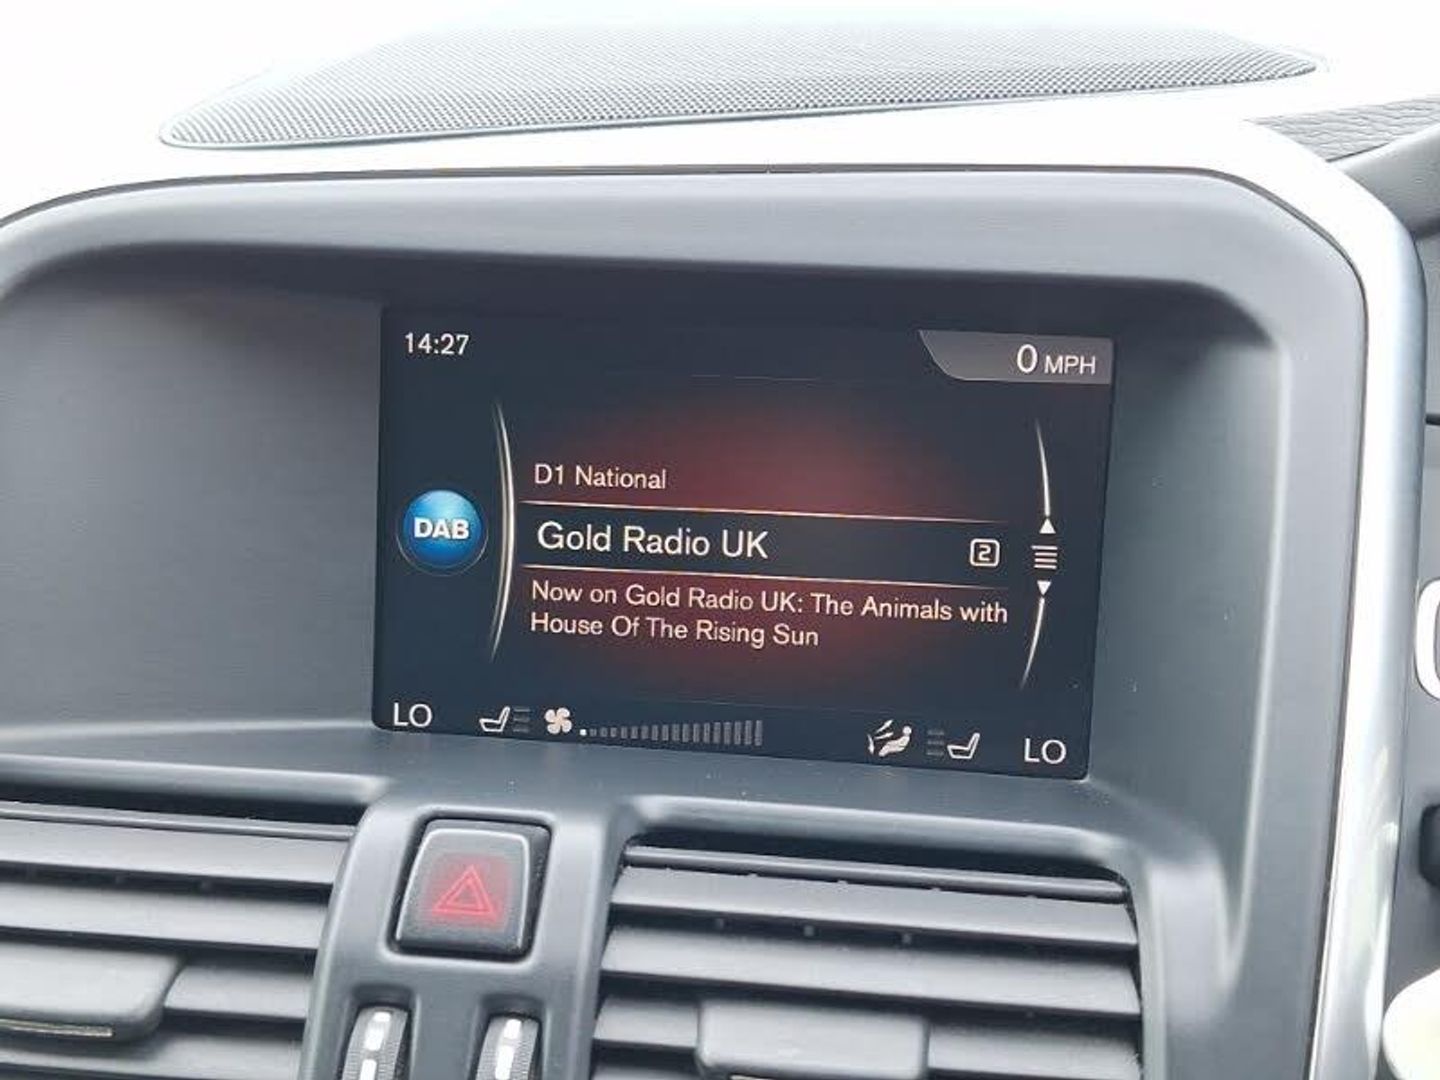 14:27
0 MPH
D1 National
DAB
Gold Radio UK 2
Now on Gold Radio UK: The Animals with
House Of The Rising Sun
LO LO